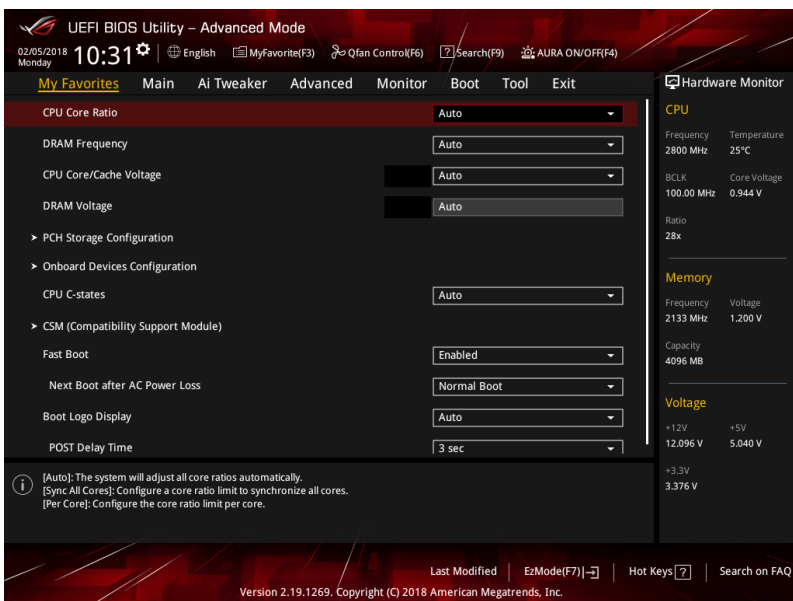 UEFI BIOS Utility – Advanced Mode
02/05/2018 Monday 10:31 English MyFavorite(F3) Qfan Control(F6) ? Search(F9) AURA ON/OFF(F4)
My Favorites Main Ai Tweaker Advanced Monitor Boot Tool Exit
CPU Core Ratio Auto
DRAM Frequency Auto
CPU Core/Cache Voltage Auto
DRAM Voltage Auto
> PCH Storage Configuration
> Onboard Devices Configuration
CPU C-states Auto
> CSM (Compatibility Support Module)
Fast Boot Enabled
Next Boot after AC Power Loss Normal Boot
Boot Logo Display Auto
POST Delay Time 3 sec
[Auto]: The system will adjust all core ratios automatically.
[Sync All Cores]: Configure a core ratio limit to synchronize all cores.
[Per Core]: Configure the core ratio limit per core.
Hardware Monitor
CPU
Frequency Temperature
2800 MHz 25°C
BCLK Core Voltage
100.00 MHz 0.944 V
Ratio
28x
Memory
Frequency Voltage
2133 MHz 1.200 V
Capacity
4096 MB
Voltage
+12V +5V
12.096 V 5.040 V
+3.3V
3.376 V
Last Modified EzMode(F7) Hot Keys ? Search on FAQ
Version 2.19.1269. Copyright (C) 2018 American Megatrends, Inc.